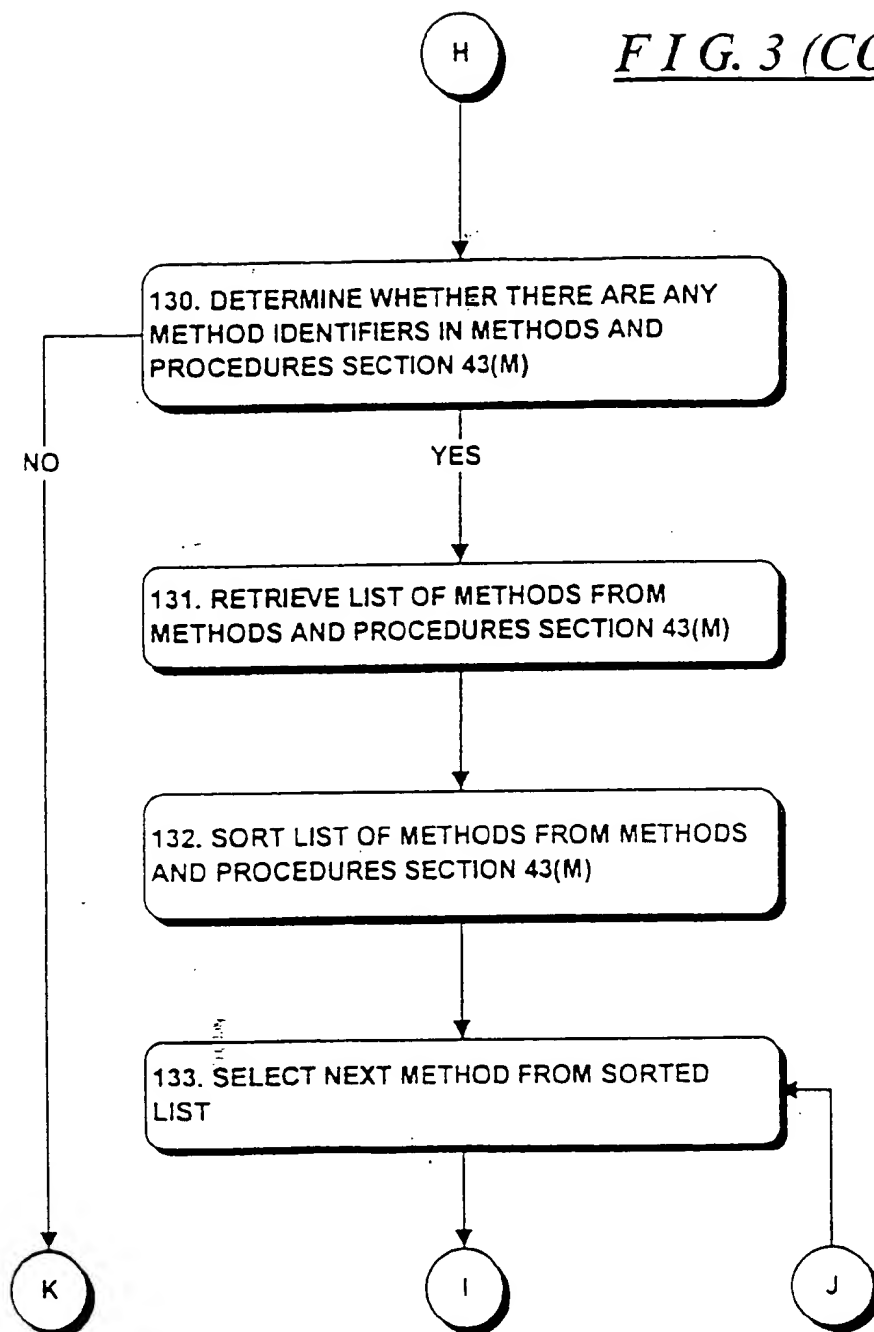 H
F I G. 3 (CO
130. DETERMINE WHETHER THERE ARE ANY
METHOD IDENTIFIERS IN METHODS AND
PROCEDURES SECTION 43(M)
NO
YES
131. RETRIEVE LIST OF METHODS FROM
METHODS AND PROCEDURES SECTION 43(M)
132. SORT LIST OF METHODS FROM METHODS
AND PROCEDURES SECTION 43(M)
133. SELECT NEXT METHOD FROM SORTED
LIST
K
I
J